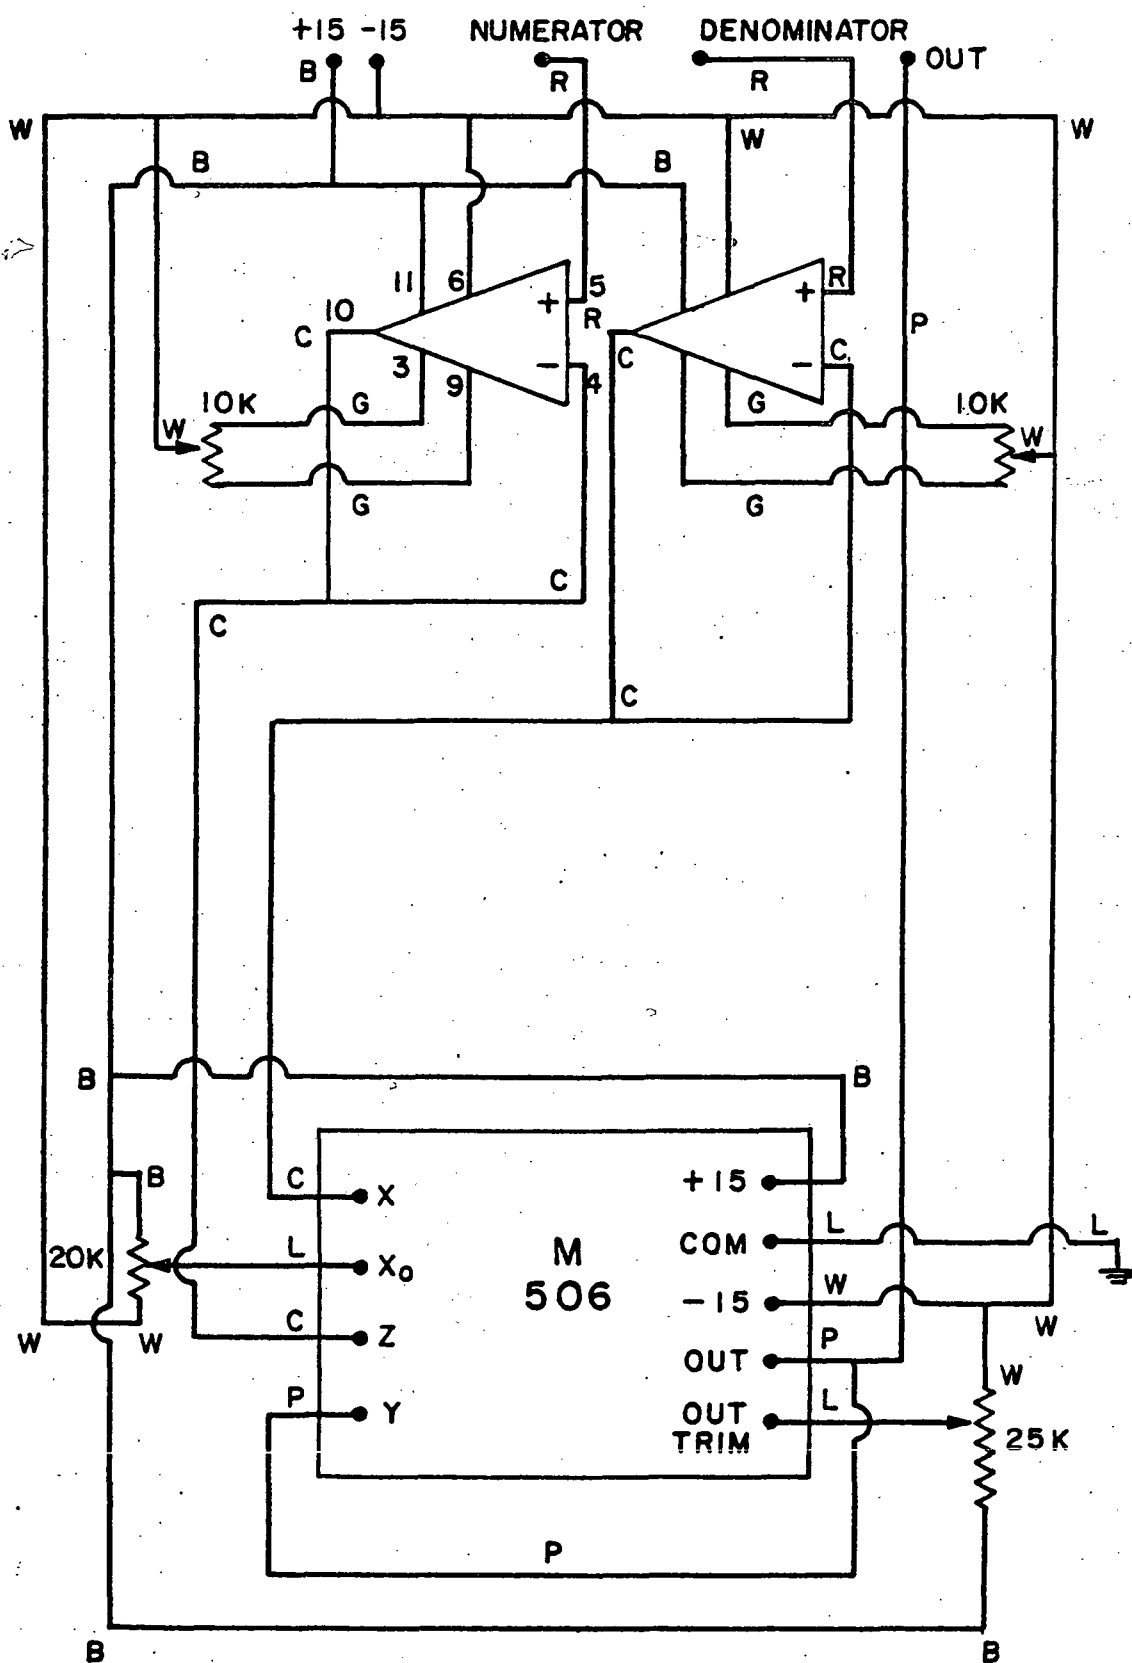 +15 -15 NUMERATOR DENOMINATOR OUT
B R R
W W W
B B
11 6 5 + R
10 + R P
C 3 9 - 4 C - C
10K G G 10K
W W
G G
C
C
C
B B
C X +15
B L
20K L X₀ M COM L
506 -15 W
W W C Z W
OUT P
P Y W
OUT L
TRIM 25K
P
B B